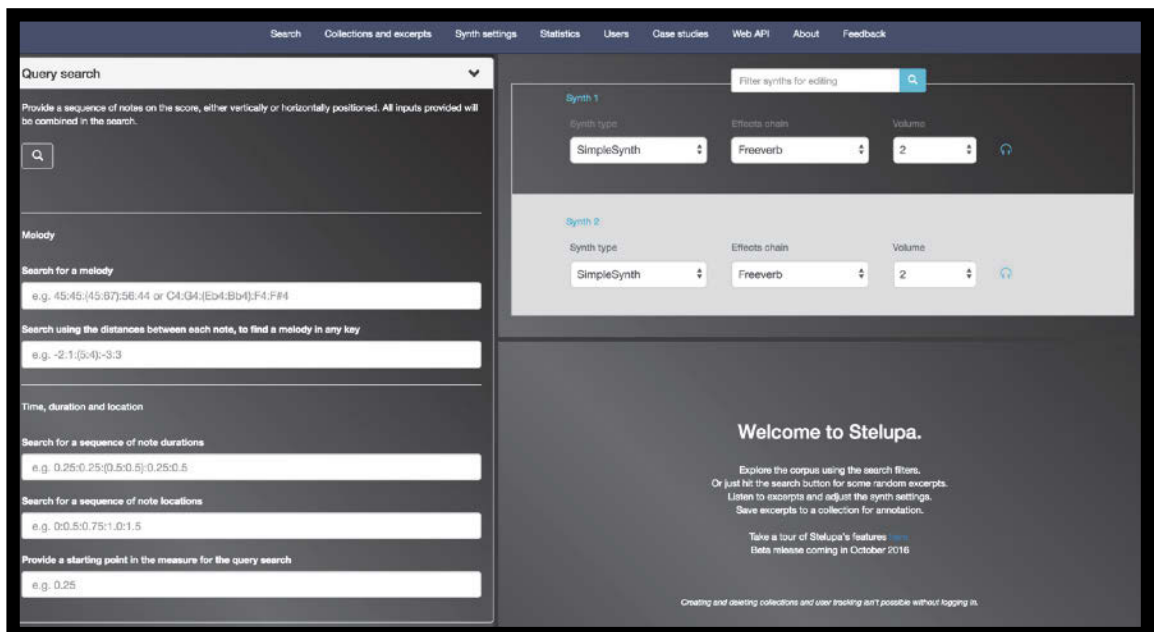 Search Collections and excerpts Synth settings Statistics Users Case studies Web API About Feedback
Query search
Provide a sequence of notes on the score, either vertically or horizontally positioned. All inputs provided will
be combined in the search.
Melody
Search for a melody
e.g. 45:45:(45:67):56:44 or C4:G4:(Eb4:Bb4):F4:F#4
Search using the distances between each note, to find a melody in any key
e.g. -2:1:(5:4):-3:3
Time, duration and location
Search for a sequence of note durations
e.g. 0.25:0.25:(0.5:0.5):0.25:0.5
Search for a sequence of note locations
e.g. 0:0.5:0.75:1.0:1.5
Provide a starting point in the measure for the query search
e.g. 0.25
Filter synths for editing
Synth 1
Synth type Effects chain Volume
SimpleSynth Freeverb 2
Synth 2
Synth type Effects chain Volume
SimpleSynth Freeverb 2
Welcome to Stelupa.
Explore the corpus using the search filters.
Or just hit the search button for some random excerpts.
Listen to excerpts and adjust the synth settings.
Save excerpts to a collection for annotation.
Take a tour of Stelupa's features here
Beta release coming in October 2016
Creating and deleting collections and user tracking isn't possible without logging in.